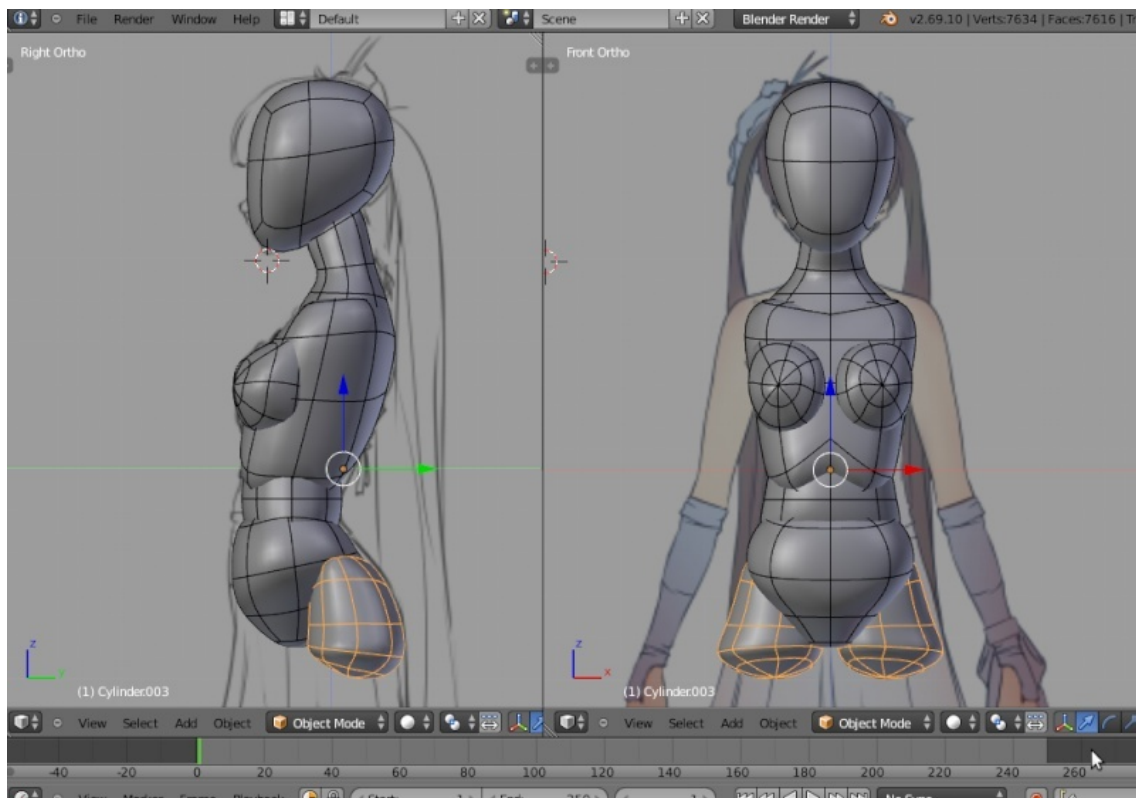 File Render Window Help Default Scene Blender Render v2.69.10 | Verts:7634 | Faces:7616 |
Right Ortho
Front Ortho
z
y
(1) Cylinder.003
z
x
(1) Cylinder.003
View Select Add Object Object Mode
View Select Add Object Object Mode
-40 -20 0 20 40 60 80 100 120 140 160 180 200 220 240 260